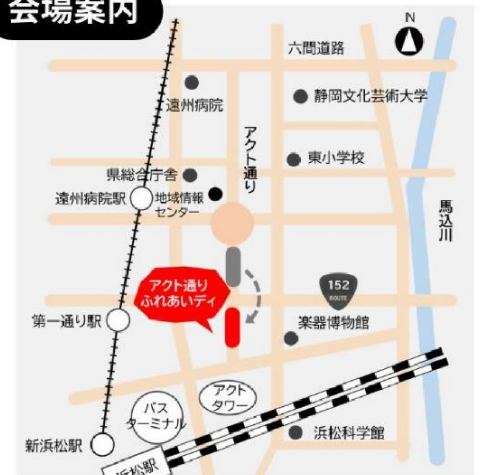 会場案内
N
六間道路
遠州病院
静岡文化芸術大学
アクト通り
東小学校
県総合庁舎
遠州病院駅
地域情報
センター
馬込川
アクト通り
ふれあいデイ
152
ROUTE
第一通り駅
楽器博物館
アクト
タワー
バス
ターミナル
浜松科学館
新浜松駅
浜松駅